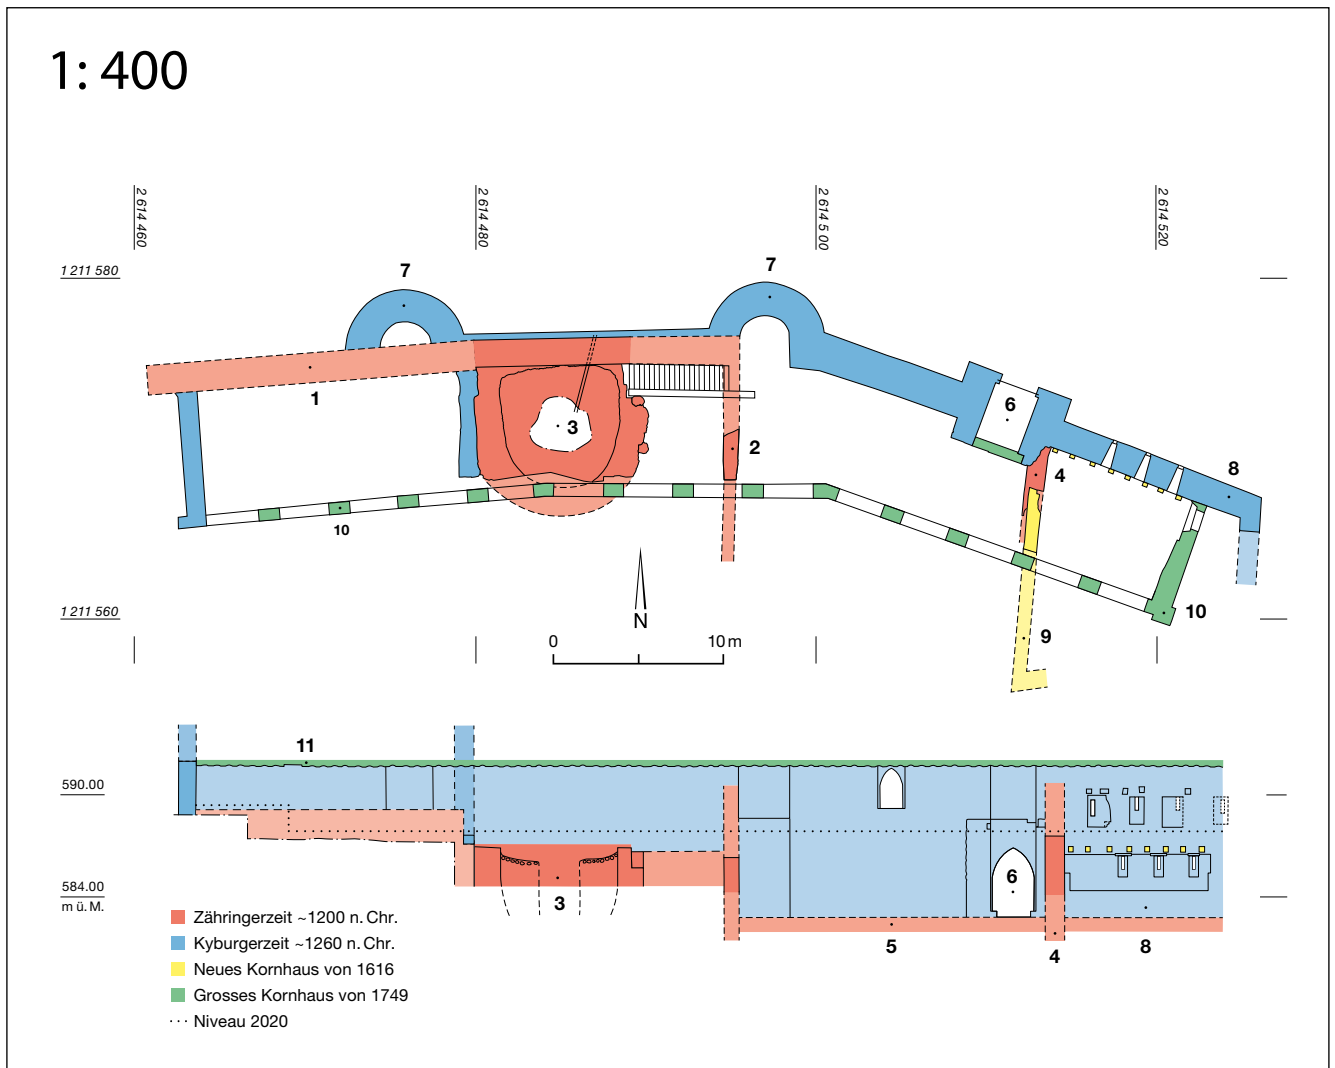 1: 400
2 614 460
2 614 480
2 614 5 00
2 614 520
1 211 580
7
7
6
8
1
3
2
4
10
1 211 560
N
0
10 m
9
10
11
590.00
6
584.00
m ü. M.
3
5
4
8
Zähringerzeit ~1200 n. Chr.
Kyburgerzeit ~1260 n. Chr.
Neues Kornhaus von 1616
Grosses Kornhaus von 1749
Niveau 2020